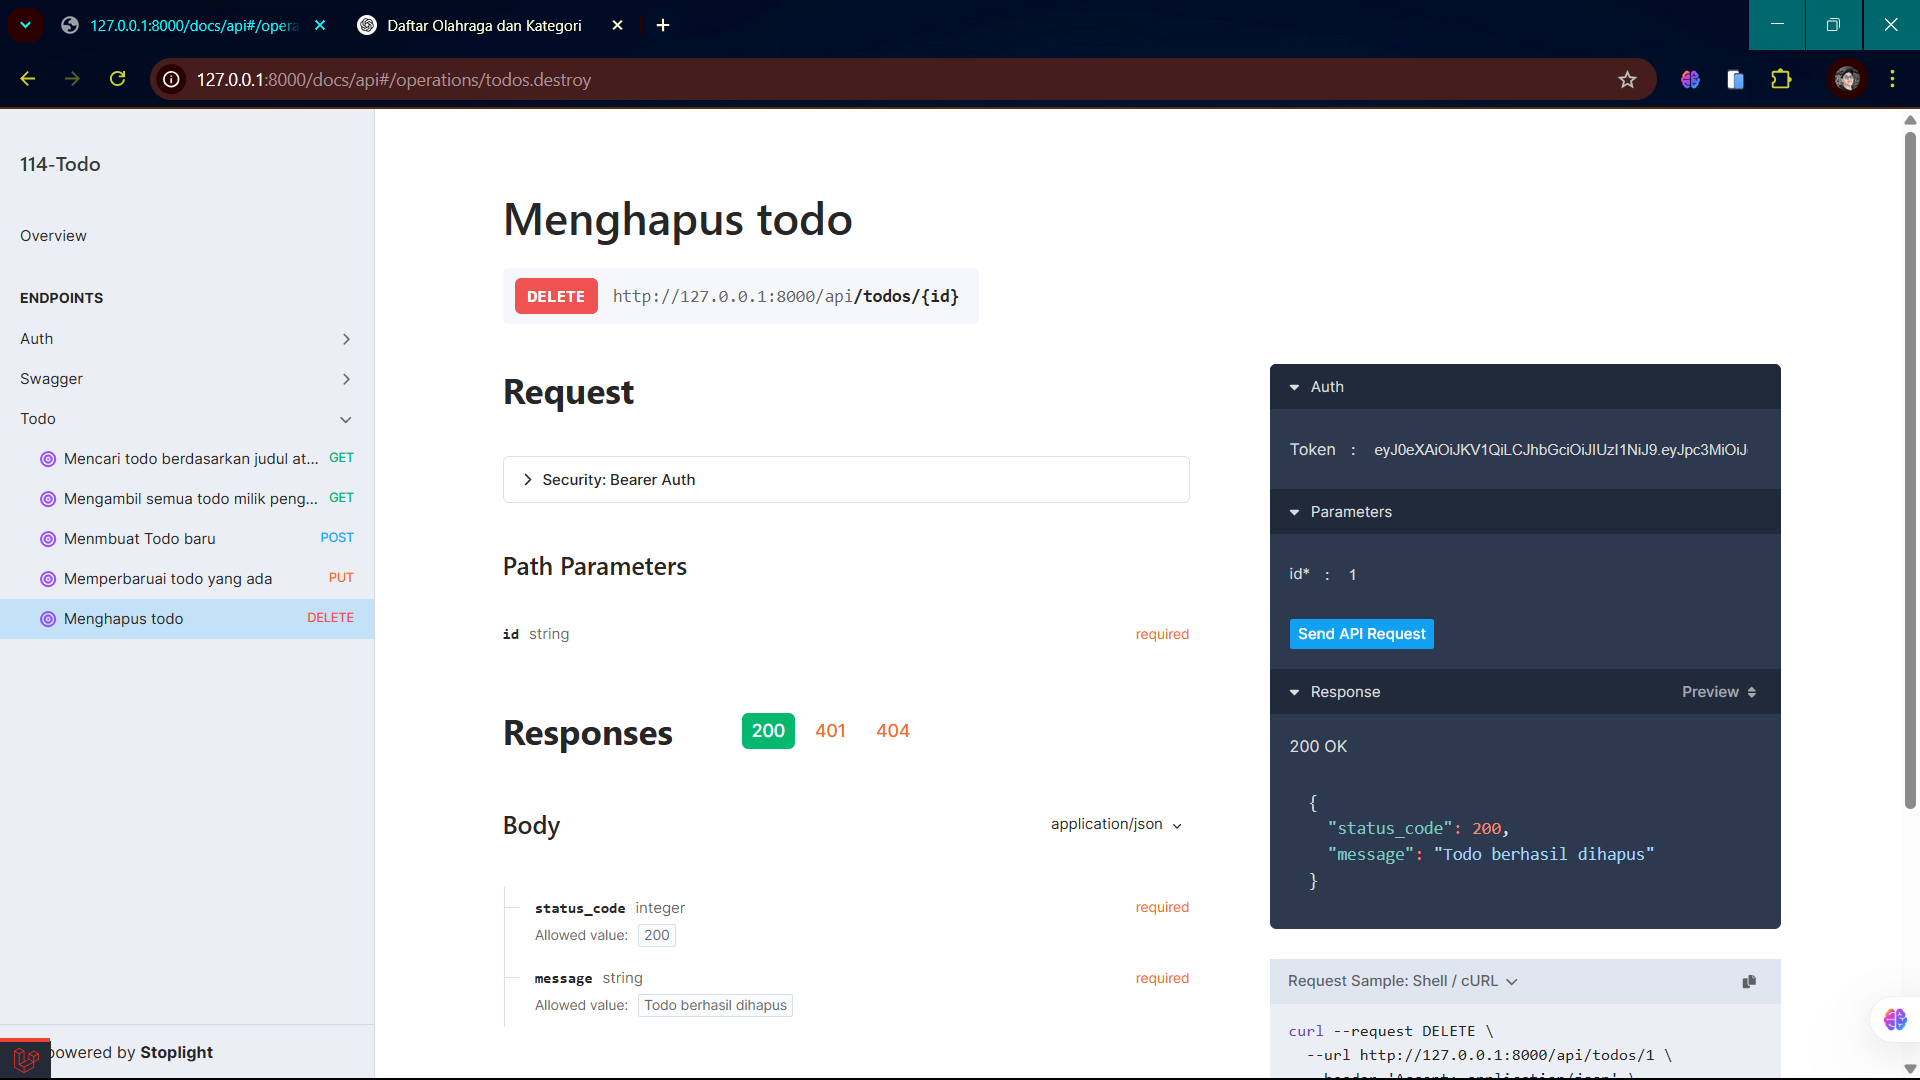 127.0.0.1:8000/docs/api#/opera
Daftar Olahraga dan Kategori
127.0.0.1:8000/docs/api#/operations/todos.destroy
114-Todo
Overview
ENDPOINTS
Auth
Swagger
Todo
Mencari todo berdasarkan judul at... GET
Mengambil semua todo milik peng... GET
Menmbuat Todo baru POST
Memperbaruai todo yang ada PUT
Menghapus todo DELETE
powered by Stoplight
Menghapus todo
DELETE http://127.0.0.1:8000/api/todos/{id}
Request
Security: Bearer Auth
Path Parameters
id string required
Responses 200 401 404
Body application/json
status_code integer required
Allowed value: 200
message string required
Allowed value: Todo berhasil dihapus
Auth
Token : eyJ0eXAiOiJKV1QiLCJhbGciOiJIUzI1NiJ9.eyJpc3MiOiJ
Parameters
id* : 1
Send API Request
Response Preview
200 OK
{
"status_code": 200,
"message": "Todo berhasil dihapus"
}
Request Sample: Shell / cURL
curl --request DELETE \
--url http://127.0.0.1:8000/api/todos/1 \
--header 'Accept: application/json' \